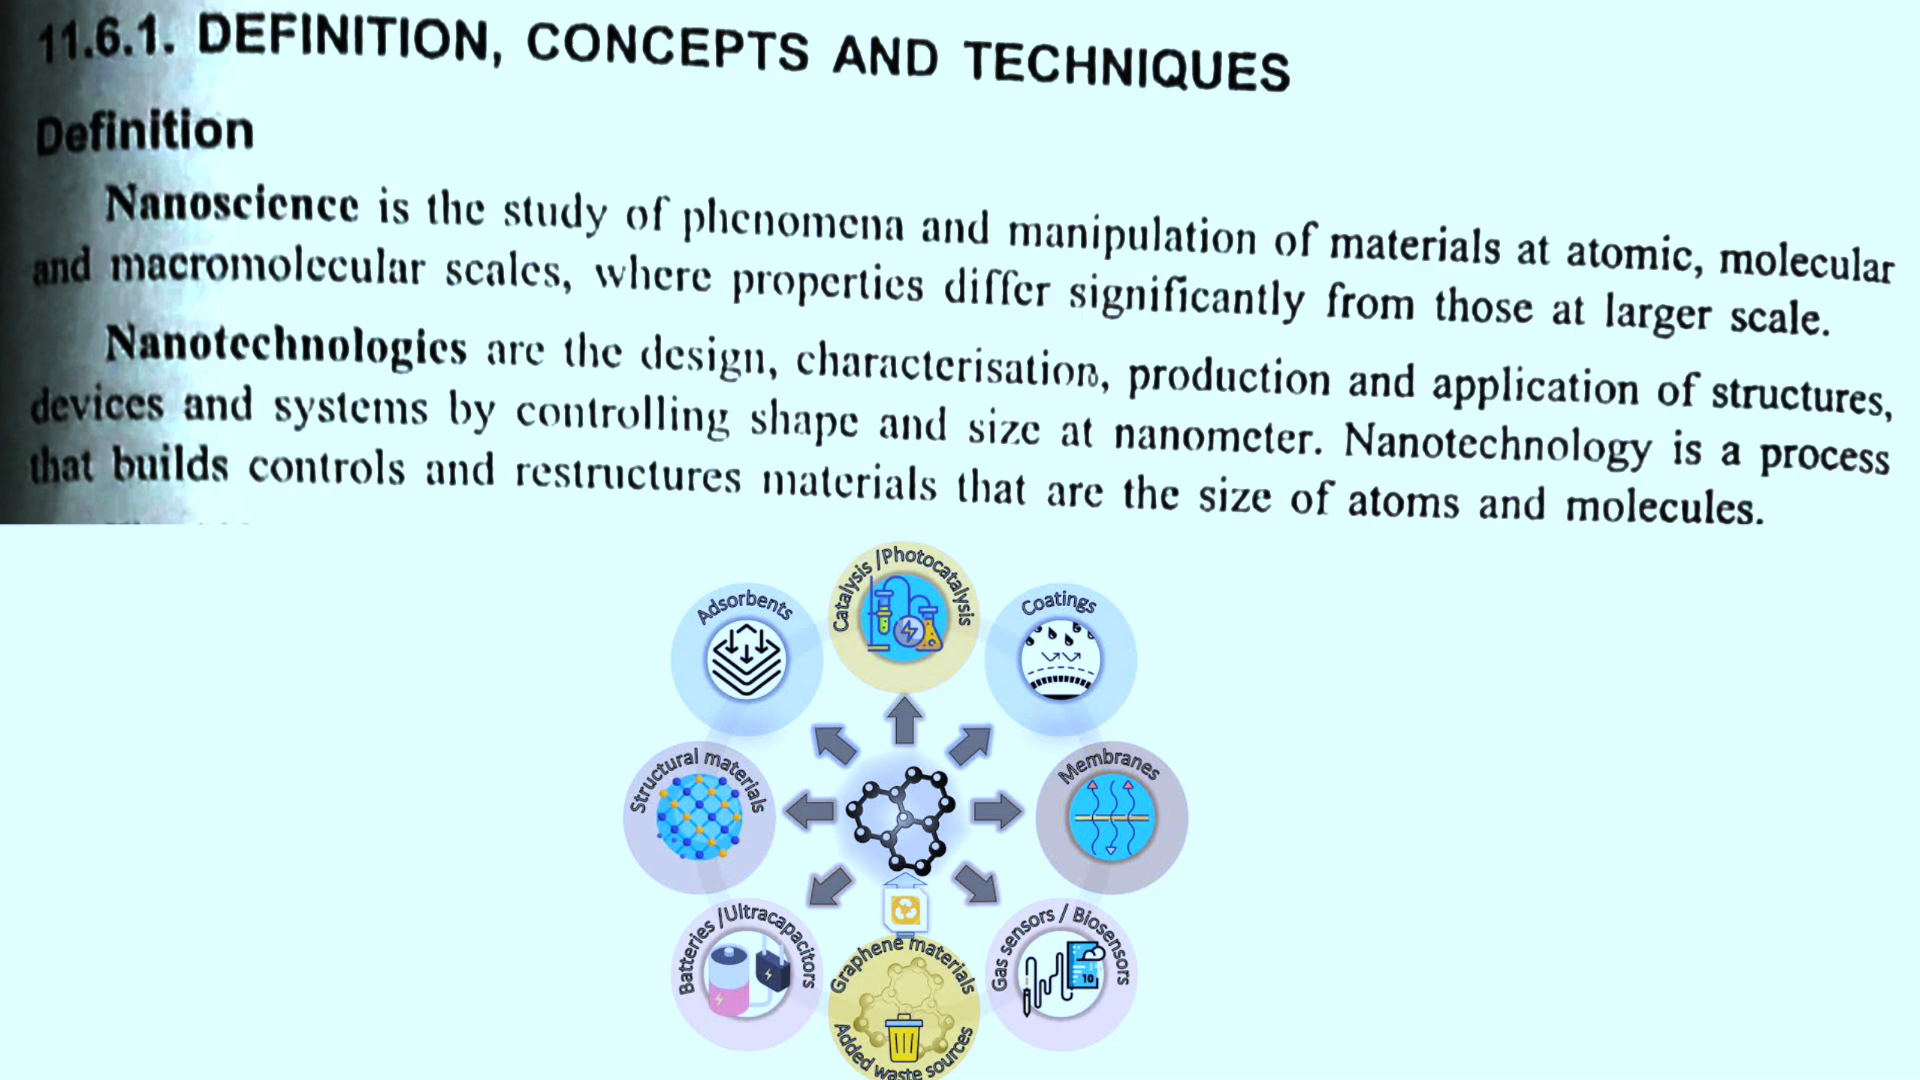 11.6.1. DEFINITION, CONCEPTS AND TECHNIQUES
Definition
Nanoscience is the study of phenomena and manipulation of materials at atomic, molecular
and macromolecular scales, where properties differ significantly from those at larger scale.
Nanotechnologies are the design, characterisation, production and application of structures,
devices and systems by controlling shape and size at nanometer. Nanotechnology is a process
that builds controls and restructures materials that are the size of atoms and molecules.
Catalysis /Photocatalysis
Adsorbents
Coatings
Structural materials
Membranes
Batteries /Ultracapacitors
Gas sensors / Biosensors
10
Graphene materials
Added waste sources